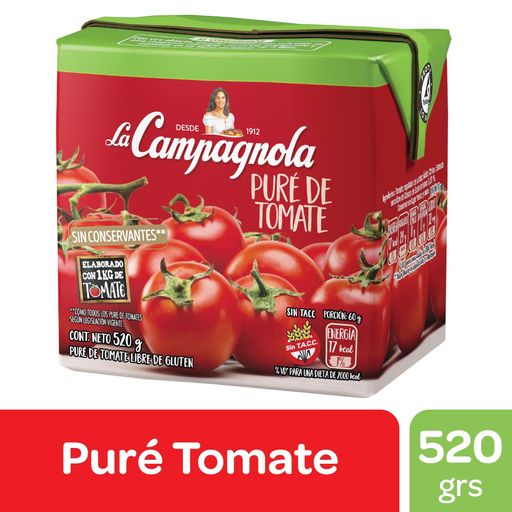 DESDE 1912
La Campagnola
PURÉ DE
TOMATE
SIN CONSERVANTES**
ELABORADO
CON 1 KG DE
TOMATE
**COMO TODOS LOS PURÉ DE TOMATES
SEGÚN LEGISLACIÓN VIGENTE
CONT. NETO 520 g
PURÉ DE TOMATE LIBRE DE GLUTEN
SIN TACC
Sin T.A.C.C.
PORCIÓN: 60 g
ENERGÍA
17 kcal
1%
% VD* PARA UNA DIETA DE 2000 kcal
Puré Tomate
520
grs